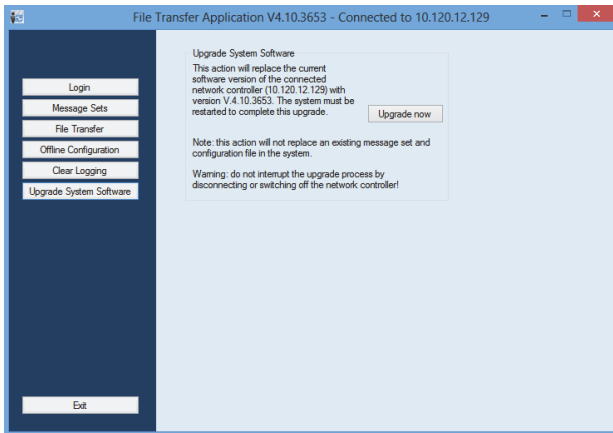 File Transfer Application V4.10.3653 - Connected to 10.120.12.129
Login
Message Sets
File Transfer
Offline Configuration
Clear Logging
Upgrade System Software
Exit
Upgrade System Software
This action will replace the current
software version of the connected
network controller (10.120.12.129) with
version V.4.10.3653. The system must be
restarted to complete this upgrade.
Upgrade now
Note: this action will not replace an existing message set and
configuration file in the system.
Warning: do not interrupt the upgrade process by
disconnecting or switching off the network controller!